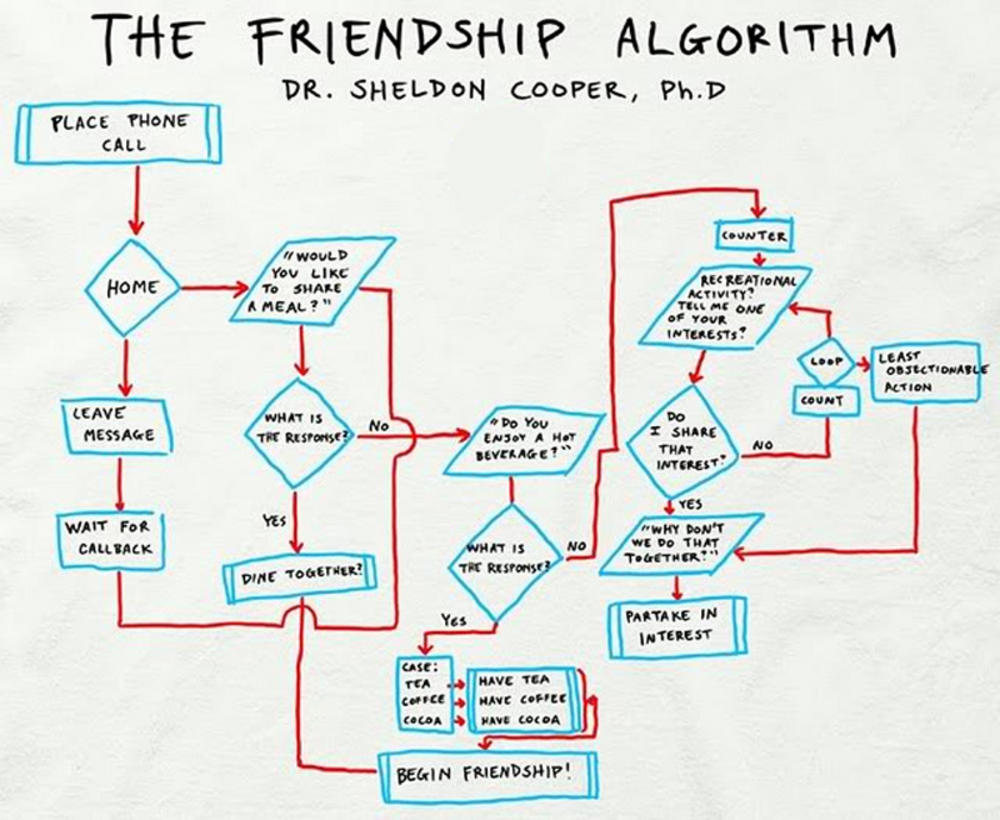 THE FRIENDSHIP ALGORITHM
DR. SHELDON COOPER, Ph.D
PLACE PHONE
CALL
HOME
"WOULD
YOU LIKE
TO SHARE
A MEAL?"
LEAVE
MESSAGE
WAIT FOR
CALLBACK
WHAT IS
THE RESPONSE?
No
YES
DINE TOGETHER?
"DO YOU
ENJOY A HOT
BEVERAGE?"
WHAT IS
THE RESPONSE?
NO
Yes
CASE:
TEA
COFFEE
COCOA
HAVE TEA
HAVE COFFEE
HAVE COCOA
BEGIN FRIENDSHIP!
COUNTER
RECREATIONAL
ACTIVITY?
TELL ME ONE
OF YOUR
INTERESTS?
LOOP
COUNT
LEAST
OBJECTIONABLE
ACTION
DO
I SHARE
THAT
INTEREST?
NO
YES
"WHY DON'T
WE DO THAT
TOGETHER?"
PARTAKE IN
INTEREST